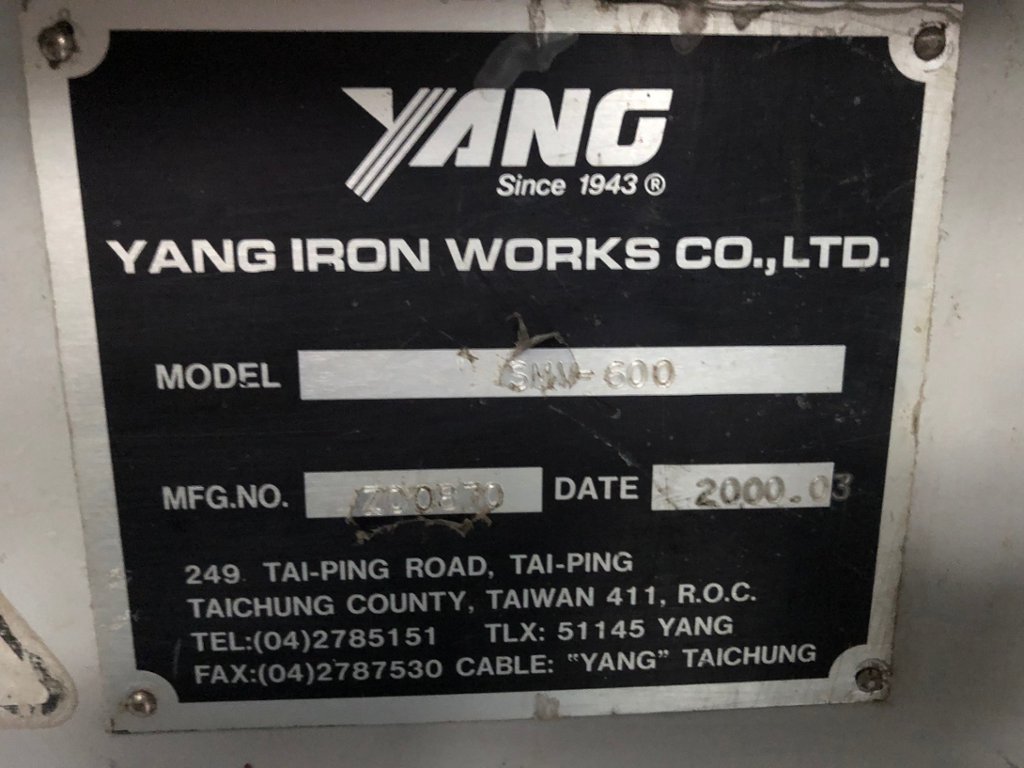 YANG
Since 1943 ®
YANG IRON WORKS CO.,LTD.
MODEL SMV-600
MFG.NO. DATE 2000.03
249 TAI-PING ROAD, TAI-PING
TAICHUNG COUNTY, TAIWAN 411, R.O.C.
TEL:(04)2785151 TLX: 51145 YANG
FAX:(04)2787530 CABLE: "YANG" TAICHUNG